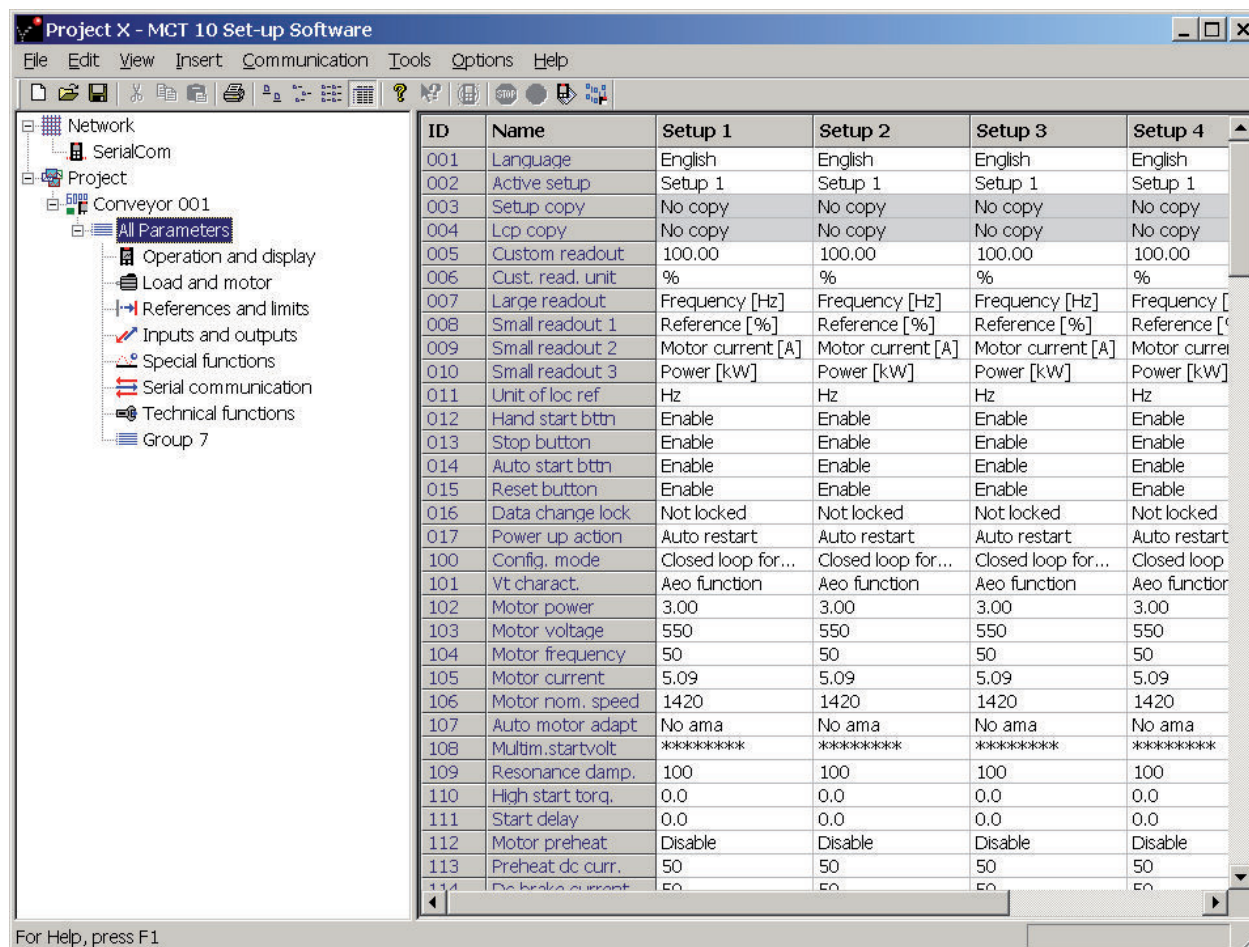 Project X - MCT 10 Set-up Software
File Edit View Insert Communication Tools Options Help
STOP
Network
SerialCom
Project
6000 Conveyor 001
All Parameters
Operation and display
Load and motor
References and limits
Inputs and outputs
Special functions
Serial communication
Technical functions
Group 7
ID Name Setup 1 Setup 2 Setup 3 Setup 4
001 Language English English English English
002 Active setup Setup 1 Setup 1 Setup 1 Setup 1
003 Setup copy No copy No copy No copy No copy
004 Lcp copy No copy No copy No copy No copy
005 Custom readout 100.00 100.00 100.00 100.00
006 Cust. read. unit % % % %
007 Large readout Frequency [Hz] Frequency [Hz] Frequency [Hz] Frequency [
008 Small readout 1 Reference [%] Reference [%] Reference [%] Reference [
009 Small readout 2 Motor current [A] Motor current [A] Motor current [A] Motor currer
010 Small readout 3 Power [kW] Power [kW] Power [kW] Power [kW]
011 Unit of loc ref Hz Hz Hz Hz
012 Hand start bttn Enable Enable Enable Enable
013 Stop button Enable Enable Enable Enable
014 Auto start bttn Enable Enable Enable Enable
015 Reset button Enable Enable Enable Enable
016 Data change lock Not locked Not locked Not locked Not locked
017 Power up action Auto restart Auto restart Auto restart Auto restart
100 Config. mode Closed loop for... Closed loop for... Closed loop for... Closed loop
101 Vt charact. Aeo function Aeo function Aeo function Aeo function
102 Motor power 3.00 3.00 3.00 3.00
103 Motor voltage 550 550 550 550
104 Motor frequency 50 50 50 50
105 Motor current 5.09 5.09 5.09 5.09
106 Motor nom. speed 1420 1420 1420 1420
107 Auto motor adapt No ama No ama No ama No ama
108 Multim.startvolt ******** ******** ******** ********
109 Resonance damp. 100 100 100 100
110 High start torq. 0.0 0.0 0.0 0.0
111 Start delay 0.0 0.0 0.0 0.0
112 Motor preheat Disable Disable Disable Disable
113 Preheat dc curr. 50 50 50 50
114 Dc brake current 50 50 50 50
For Help, press F1